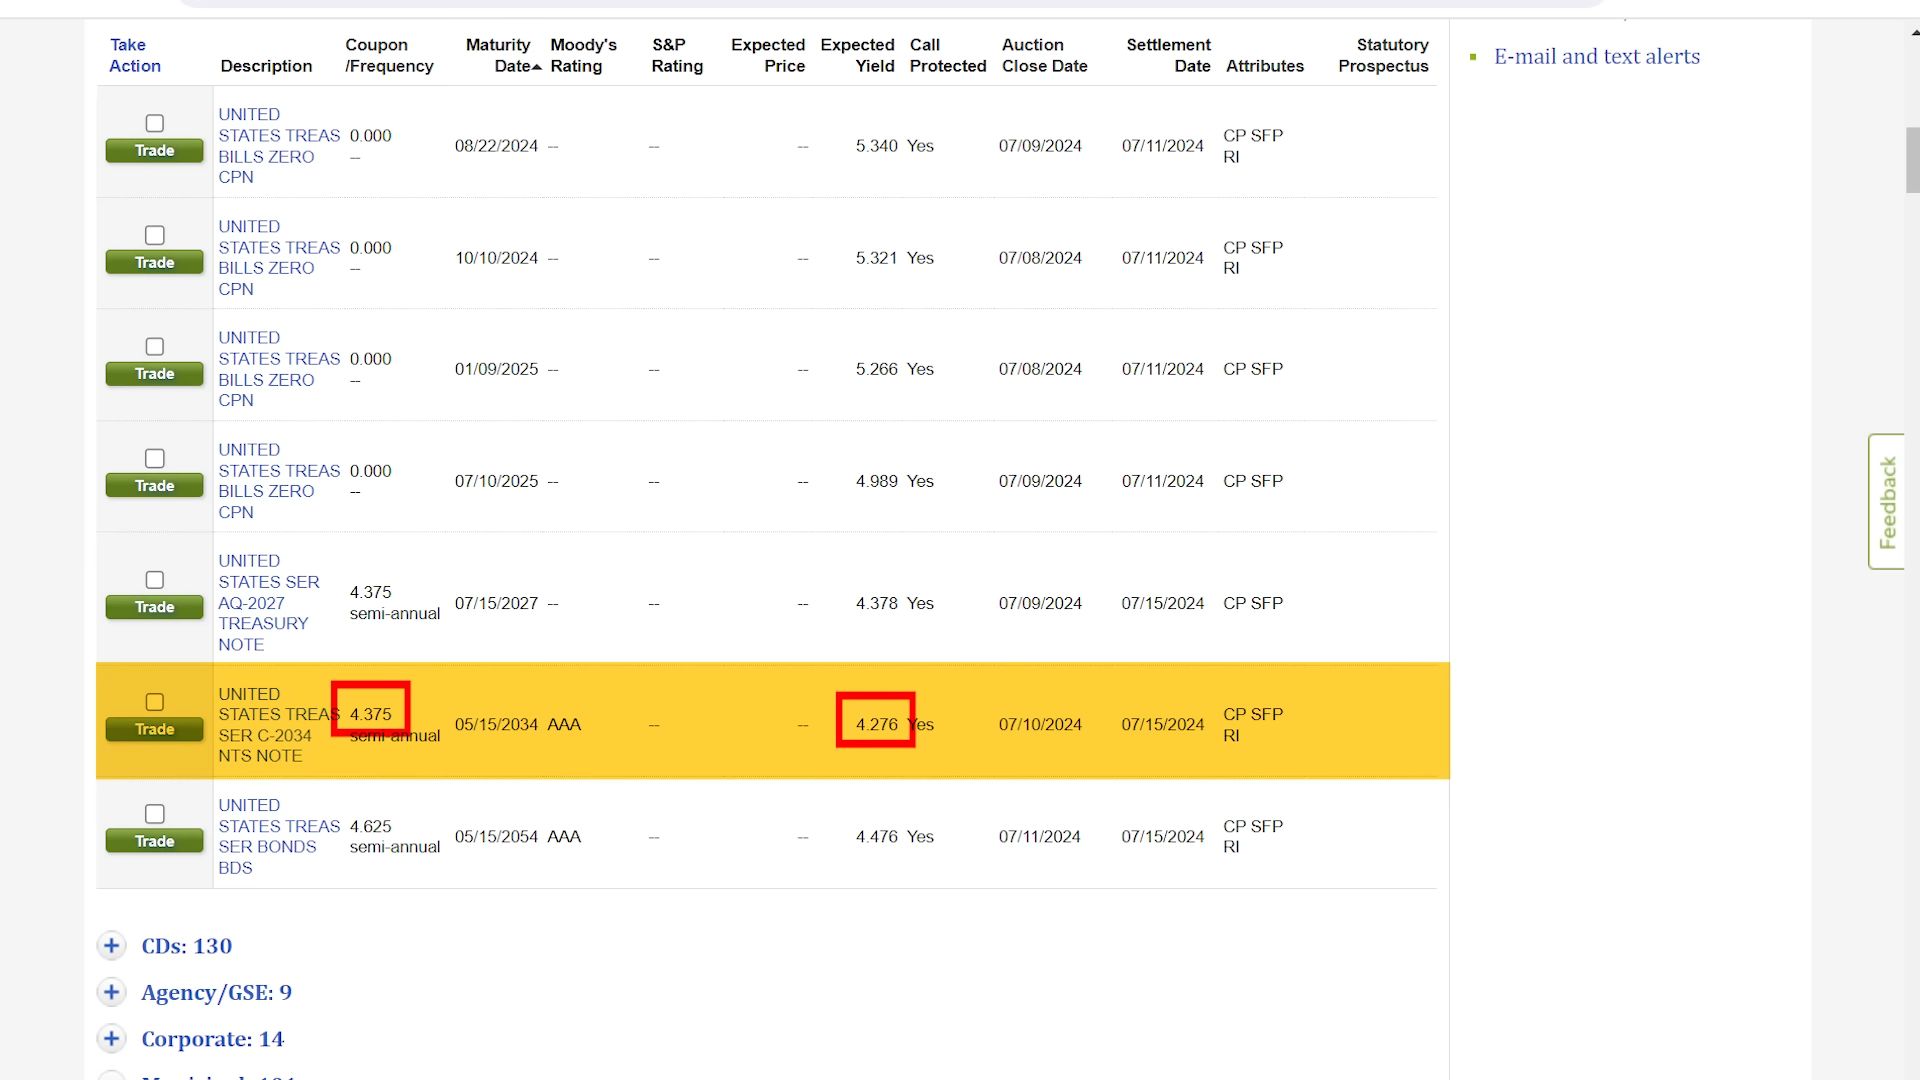 Take Action
Description
Coupon /Frequency
Maturity Date
Moody's Rating
S&P Rating
Expected Price
Expected Yield
Call Protected
Auction Close Date
Settlement Date
Attributes
Statutory Prospectus
Trade
UNITED STATES TREAS BILLS ZERO CPN
0.000
--
08/22/2024
--
--
--
5.340
Yes
07/09/2024
07/11/2024
CP SFP RI
Trade
UNITED STATES TREAS BILLS ZERO CPN
0.000
--
10/10/2024
--
--
--
5.321
Yes
07/08/2024
07/11/2024
CP SFP RI
Trade
UNITED STATES TREAS BILLS ZERO CPN
0.000
--
01/09/2025
--
--
--
5.266
Yes
07/08/2024
07/11/2024
CP SFP
Trade
UNITED STATES TREAS BILLS ZERO CPN
0.000
--
07/10/2025
--
--
--
4.989
Yes
07/09/2024
07/11/2024
CP SFP
Trade
UNITED STATES SER AQ-2027 TREASURY NOTE
4.375
semi-annual
07/15/2027
--
--
--
4.378
Yes
07/09/2024
07/15/2024
CP SFP
Trade
UNITED STATES TREAS SER C-2034 NTS NOTE
4.375
semi-annual
05/15/2034
AAA
--
--
4.276
Yes
07/10/2024
07/15/2024
CP SFP RI
Trade
UNITED STATES TREAS SER BONDS BDS
4.625
semi-annual
05/15/2054
AAA
--
--
4.476
Yes
07/11/2024
07/15/2024
CP SFP RI
CDs: 130
Agency/GSE: 9
Corporate: 14
E-mail and text alerts
Feedback